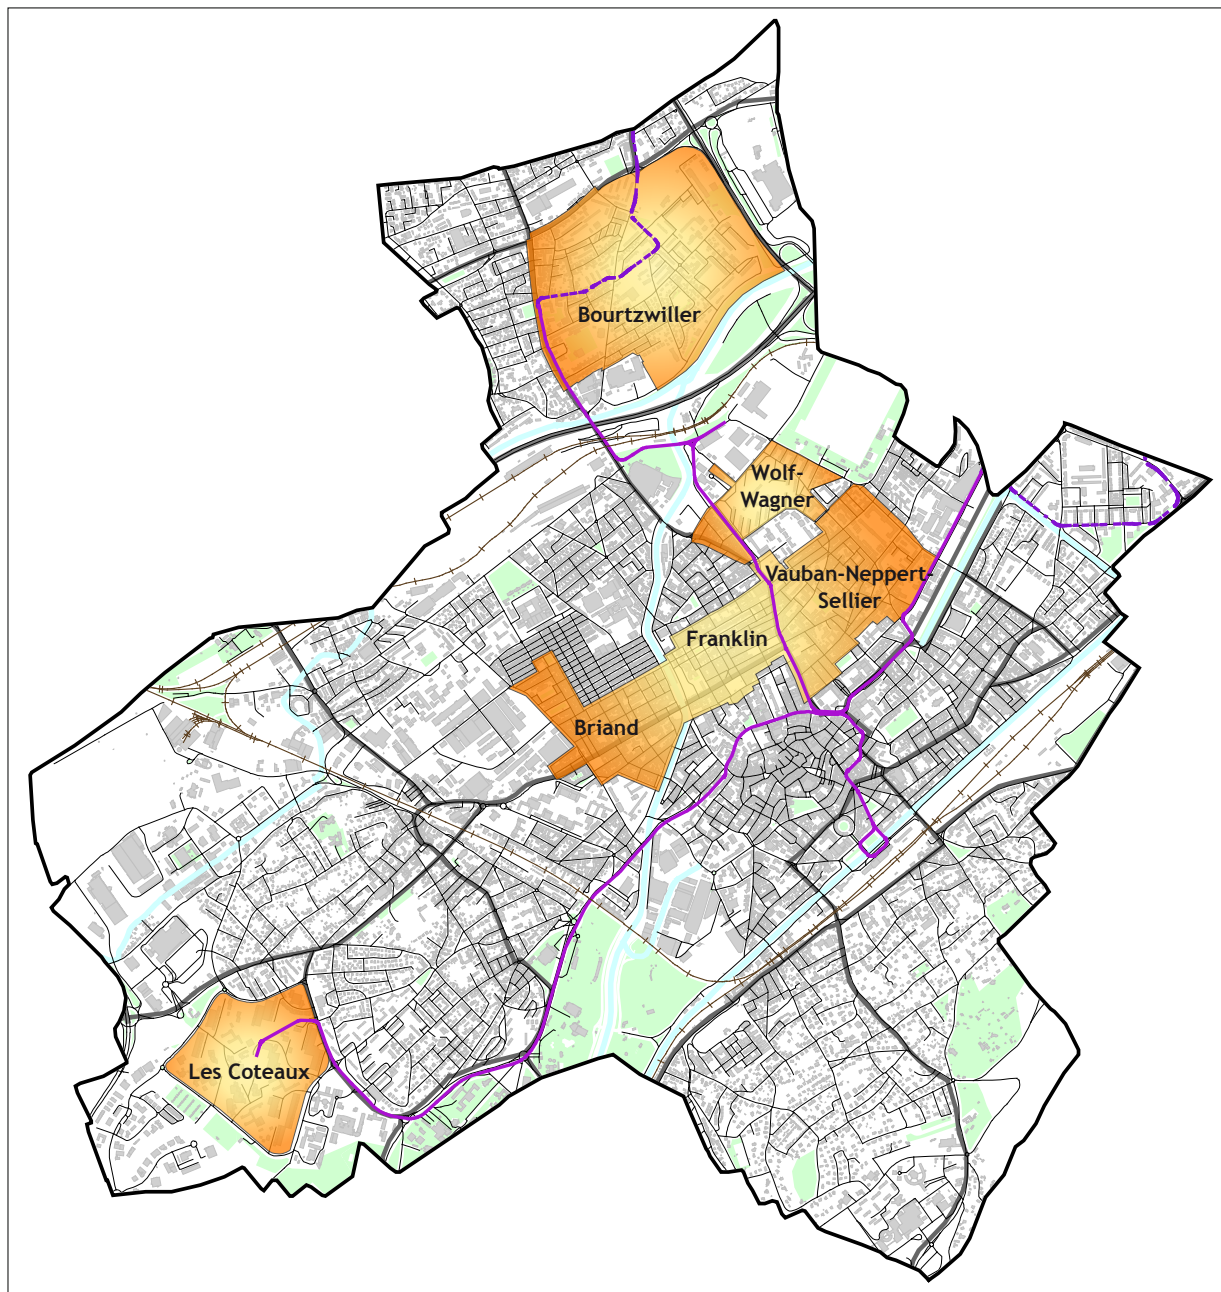 Bourtzwiller
Wolf-
Wagner
Vauban-Neppert-
Sellier
Franklin
Briand
Les Coteaux